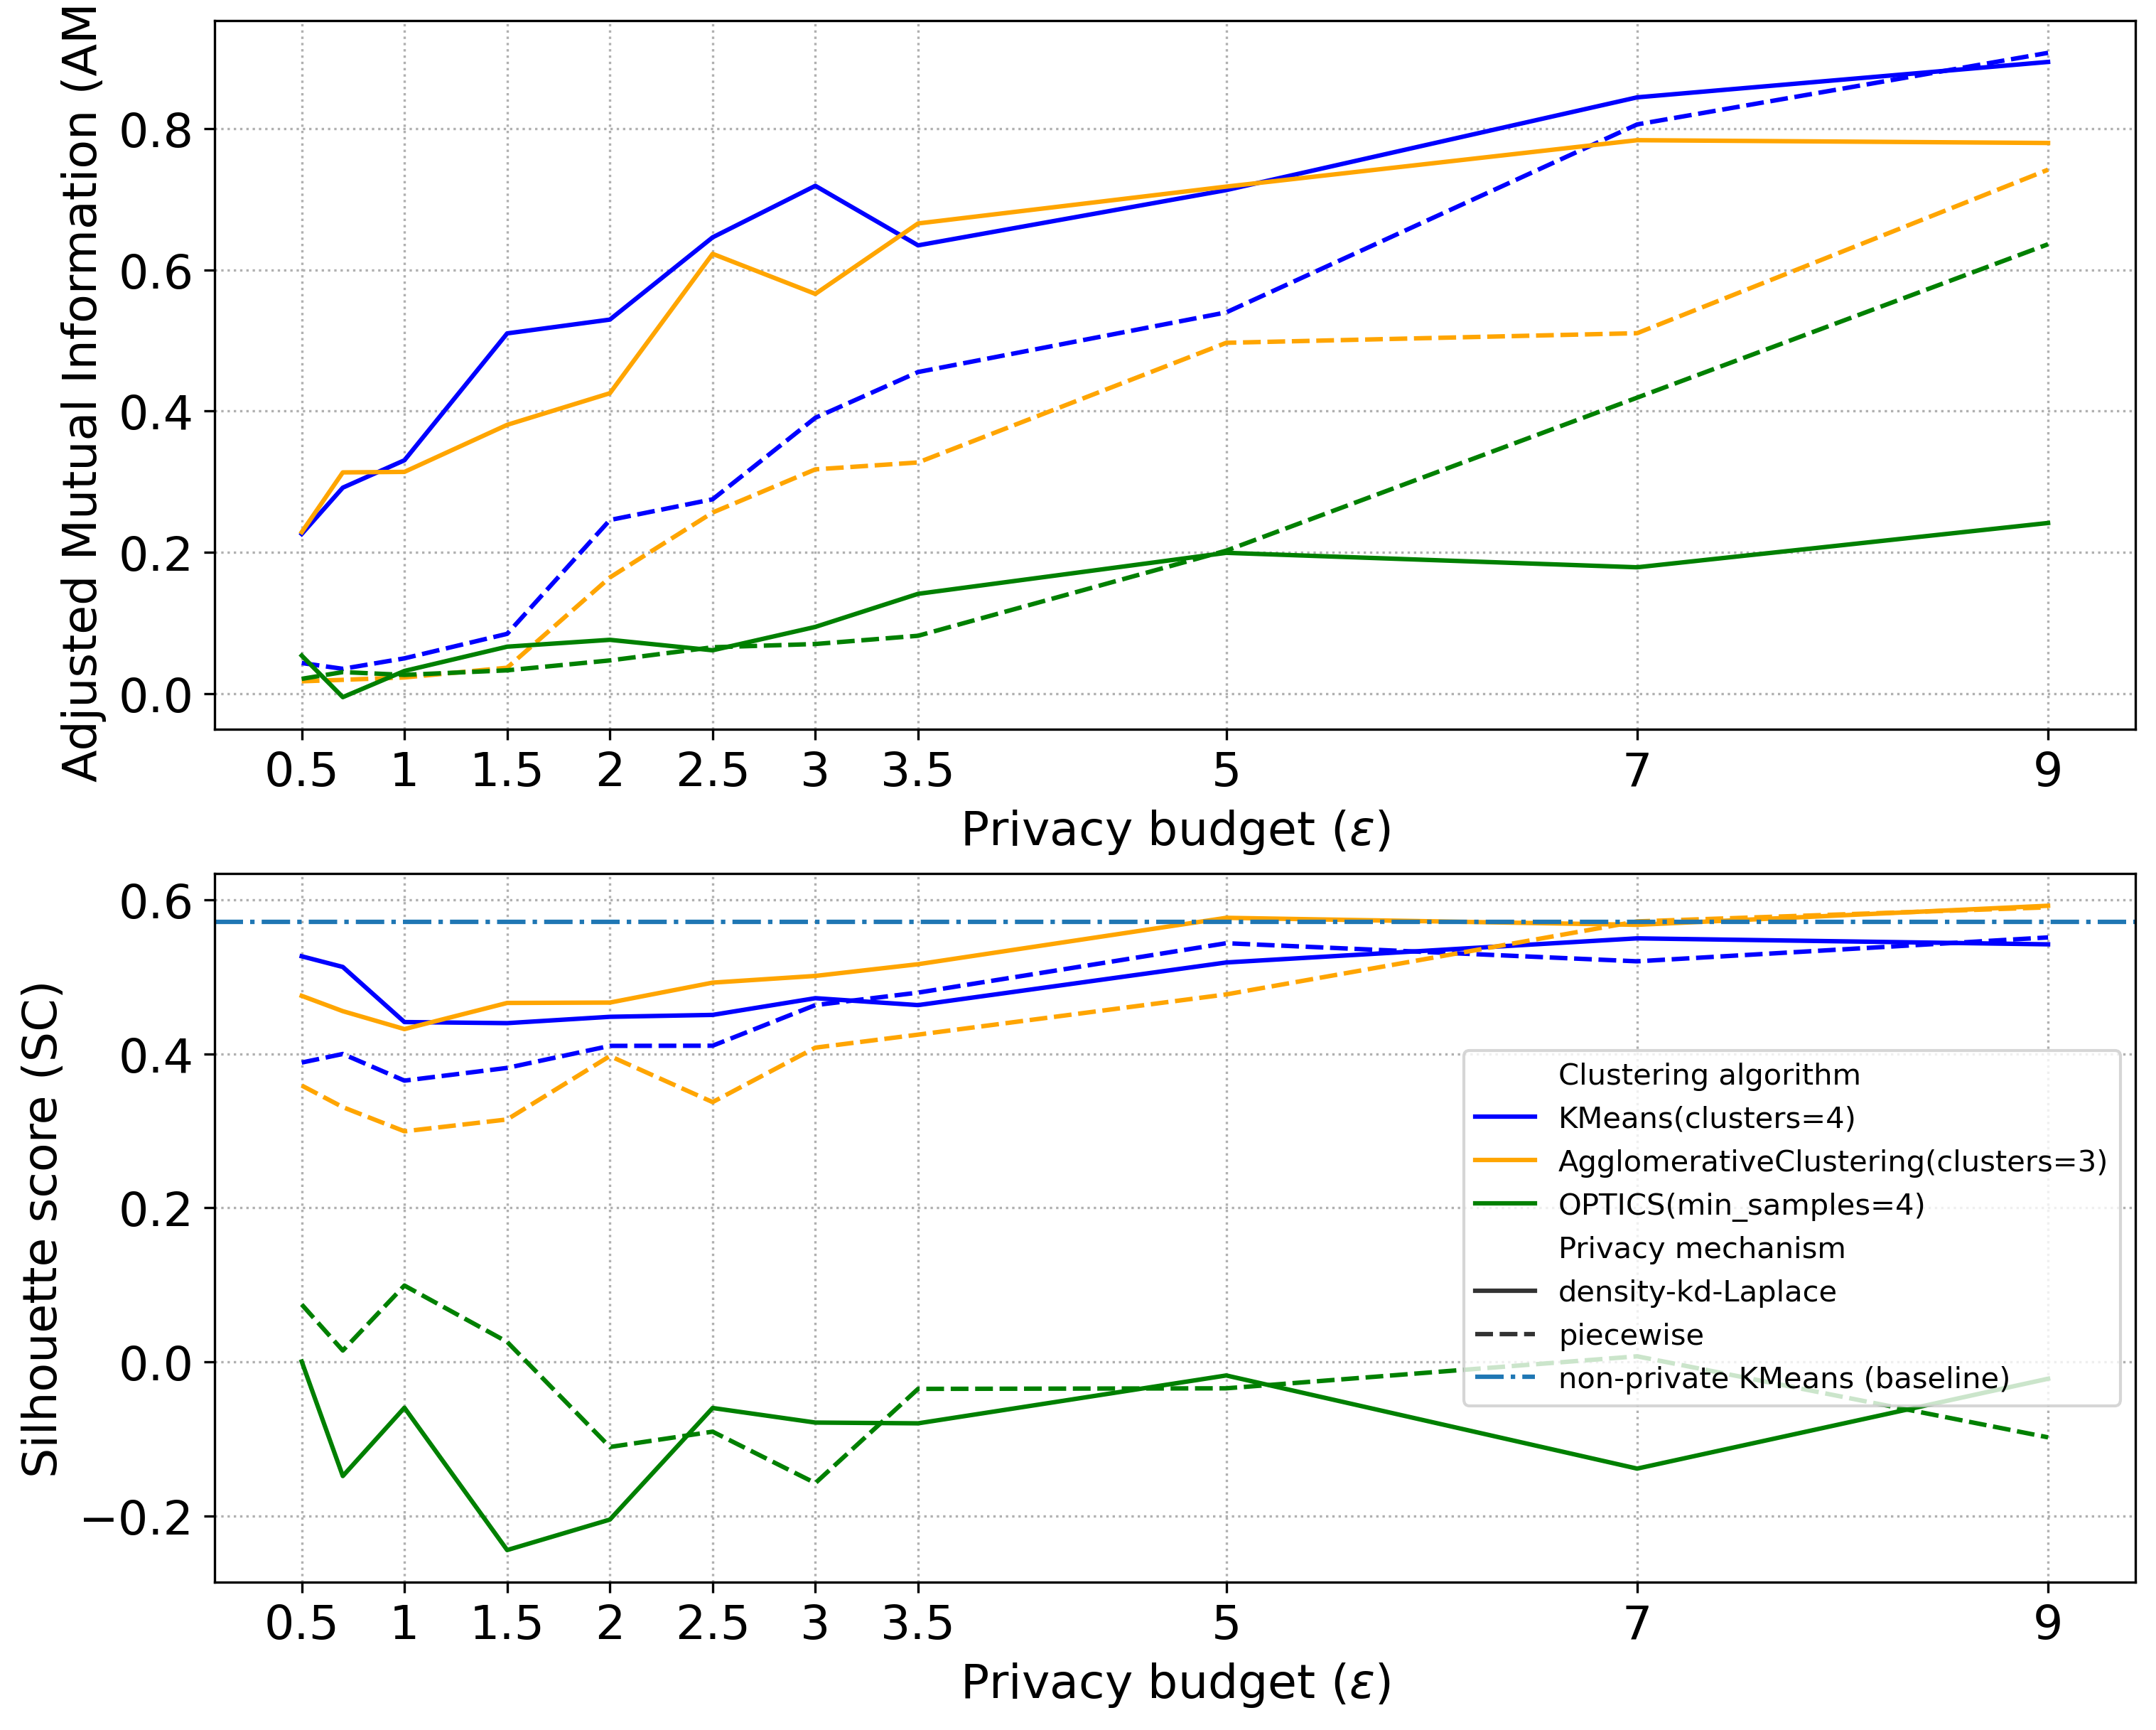 Adjusted Mutual Information (AM
0.8
0.6
0.4
0.2
0.0
0.5 1 1.5 2 2.5 3 3.5 5 7 9
Privacy budget (ε)
Silhouette score (SC)
0.6
0.4
0.2
0.0
−0.2
Clustering algorithm
KMeans(clusters=4)
AgglomerativeClustering(clusters=3)
OPTICS(min_samples=4)
Privacy mechanism
density-kd-Laplace
piecewise
non-private KMeans (baseline)
0.5 1 1.5 2 2.5 3 3.5 5 7 9
Privacy budget (ε)